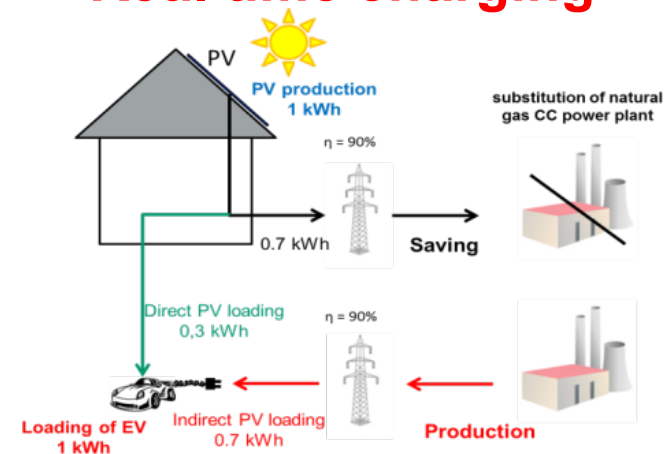 PV
PV production
1 kWh
substitution of natural
gas CC power plant
η = 90%
0.7 kWh
Saving
Direct PV loading
0,3 kWh
η = 90%
Loading of EV
1 kWh
Indirect PV loading
0.7 kWh
Production